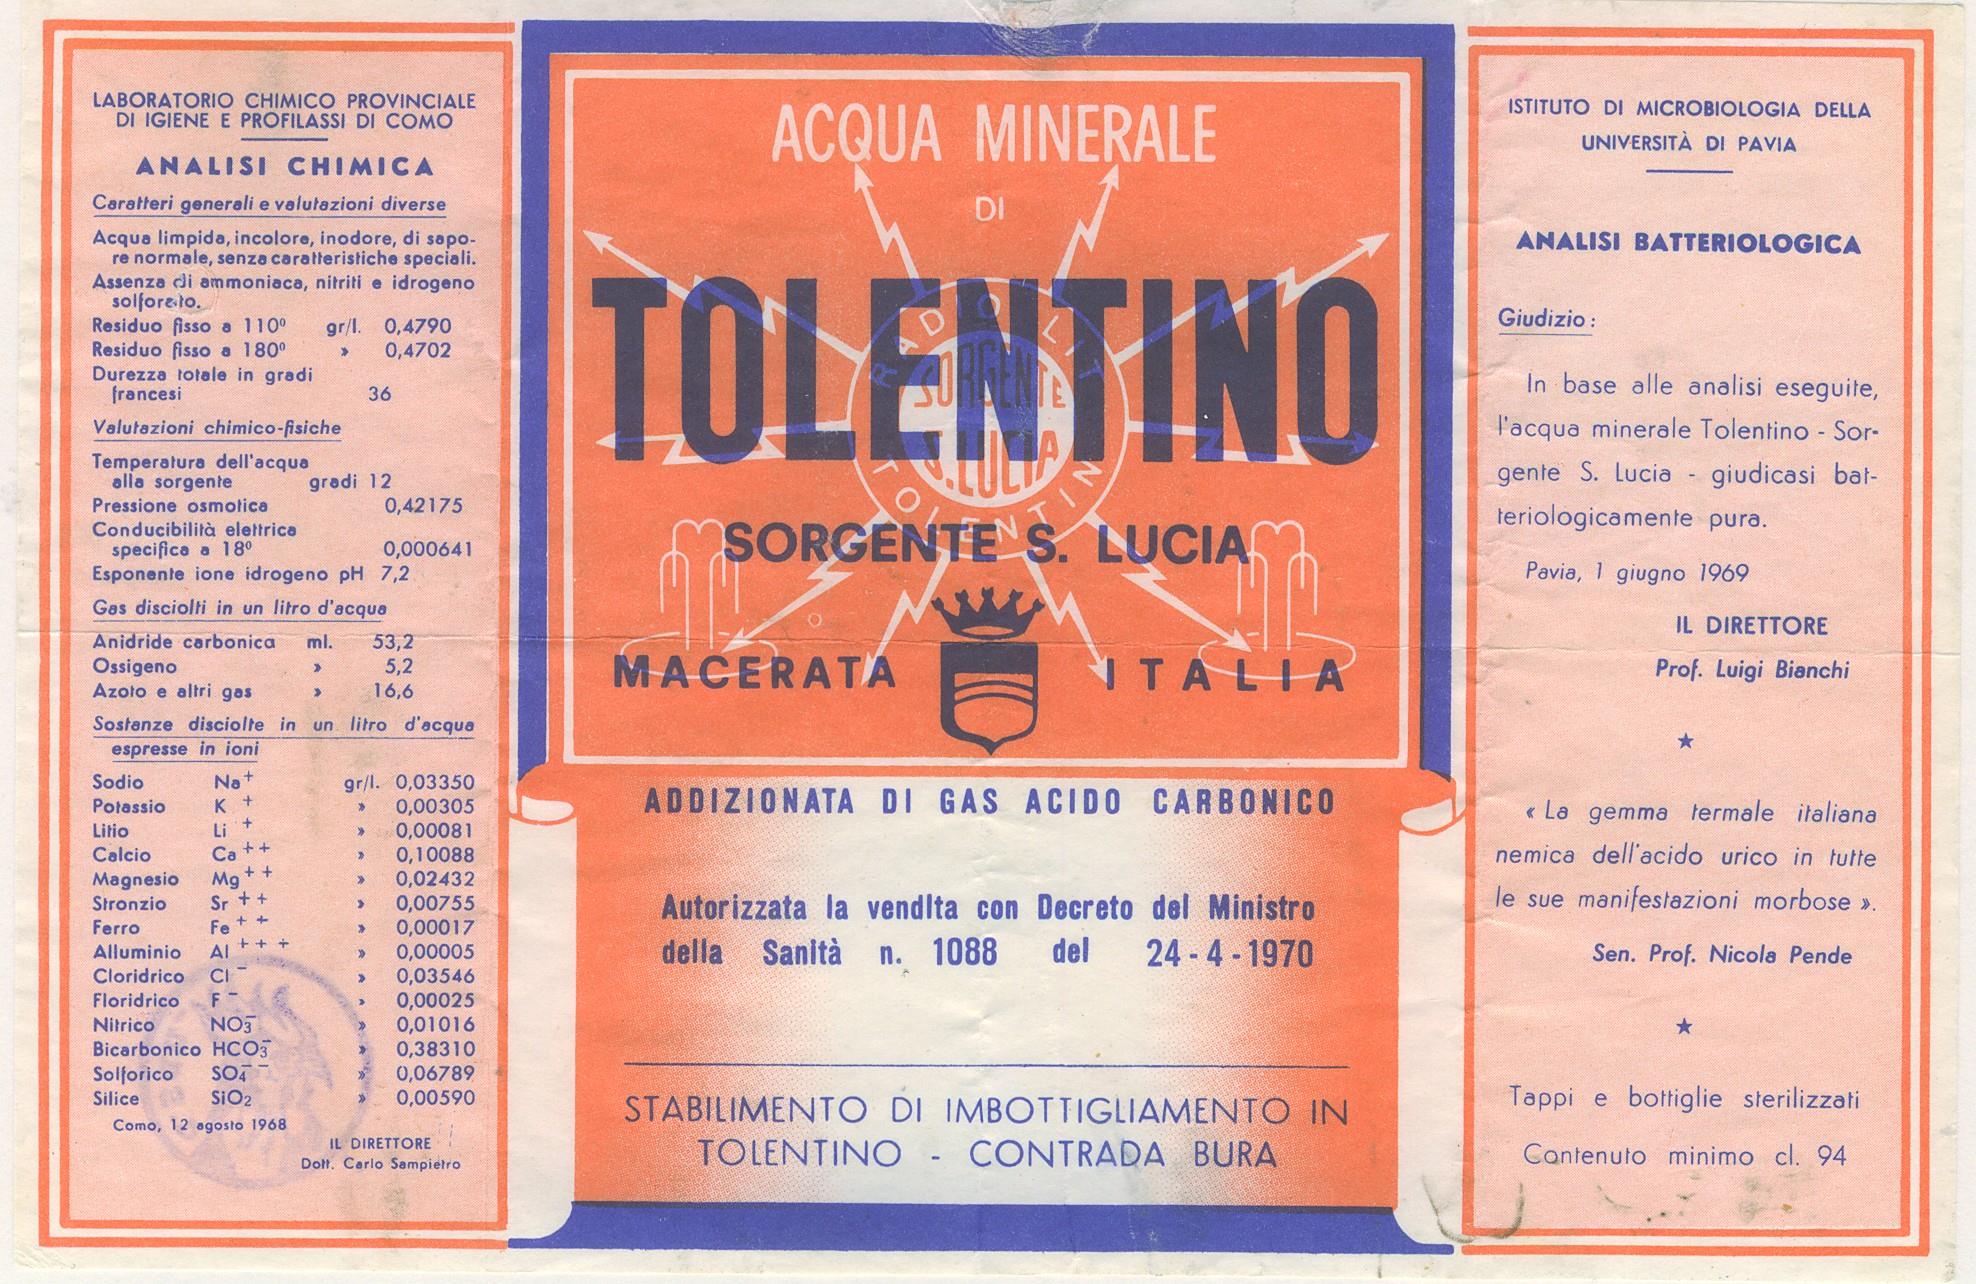 LABORATORIO CHIMICO PROVINCIALE
DI IGIENE E PROFILASSI DI COMO
ANALISI CHIMICA
Caratteri generali e valutazioni diverse
Acqua limpida, incolore, inodore, di sapo-
re normale, senza caratteristiche speciali.
Assenza di ammoniaca, nitriti e idrogeno
solforato.
Residuo fisso a 110° gr/l. 0,4790
Residuo fisso a 180° » 0,4702
Durezza totale in gradi
francesi 36
Valutazioni chimico-fisiche
Temperatura dell'acqua
alla sorgente gradi 12
Pressione osmotica 0,42175
Conducibilità elettrica
specifica a 18° 0,000641
Esponente ione idrogeno pH 7,2
Gas disciolti in un litro d'acqua
Anidride carbonica ml. 53,2
Ossigeno » 5,2
Azoto e altri gas » 16,6
Sostanze disciolte in un litro d'acqua
espresse in ioni
Sodio Na+ gr/l. 0,03350
Potassio K + » 0,00305
Litio Li + » 0,00081
Calcio Ca ++ » 0,10088
Magnesio Mg ++ » 0,02432
Stronzio Sr ++ » 0,00755
Ferro Fe ++ » 0,00017
Alluminio Al +++ » 0,00005
Cloridrico Cl - » 0,03546
Floridrico F - » 0,00025
Nitrico NO3- » 0,01016
Bicarbonico HCO3- » 0,38310
Solforico SO4-- » 0,06789
Silice SiO2 » 0,00590
Como, 12 agosto 1968
IL DIRETTORE
Dott. Carlo Sampietro
ACQUA MINERALE
DI
TOLENTINO
RADIO LIT
SORGENTE
S. LUCIA
TOLENTIN
SORGENTE S. LUCIA
MACERATA ITALIA
ADDIZIONATA DI GAS ACIDO CARBONICO
Autorizzata la vendita con Decreto del Ministro
della Sanità n. 1088 del 24-4-1970
STABILIMENTO DI IMBOTTIGLIAMENTO IN
TOLENTINO - CONTRADA BURA
ISTITUTO DI MICROBIOLOGIA DELLA
UNIVERSITÀ DI PAVIA
ANALISI BATTERIOLOGICA
Giudizio :
In base alle analisi eseguite,
l'acqua minerale Tolentino - Sor-
gente S. Lucia - giudicasi bat-
teriologicamente pura.
Pavia, 1 giugno 1969
IL DIRETTORE
Prof. Luigi Bianchi
« La gemma termale italiana
nemica dell'acido urico in tutte
le sue manifestazioni morbose ».
Sen. Prof. Nicola Pende
Tappi e bottiglie sterilizzati
Contenuto minimo cl. 94